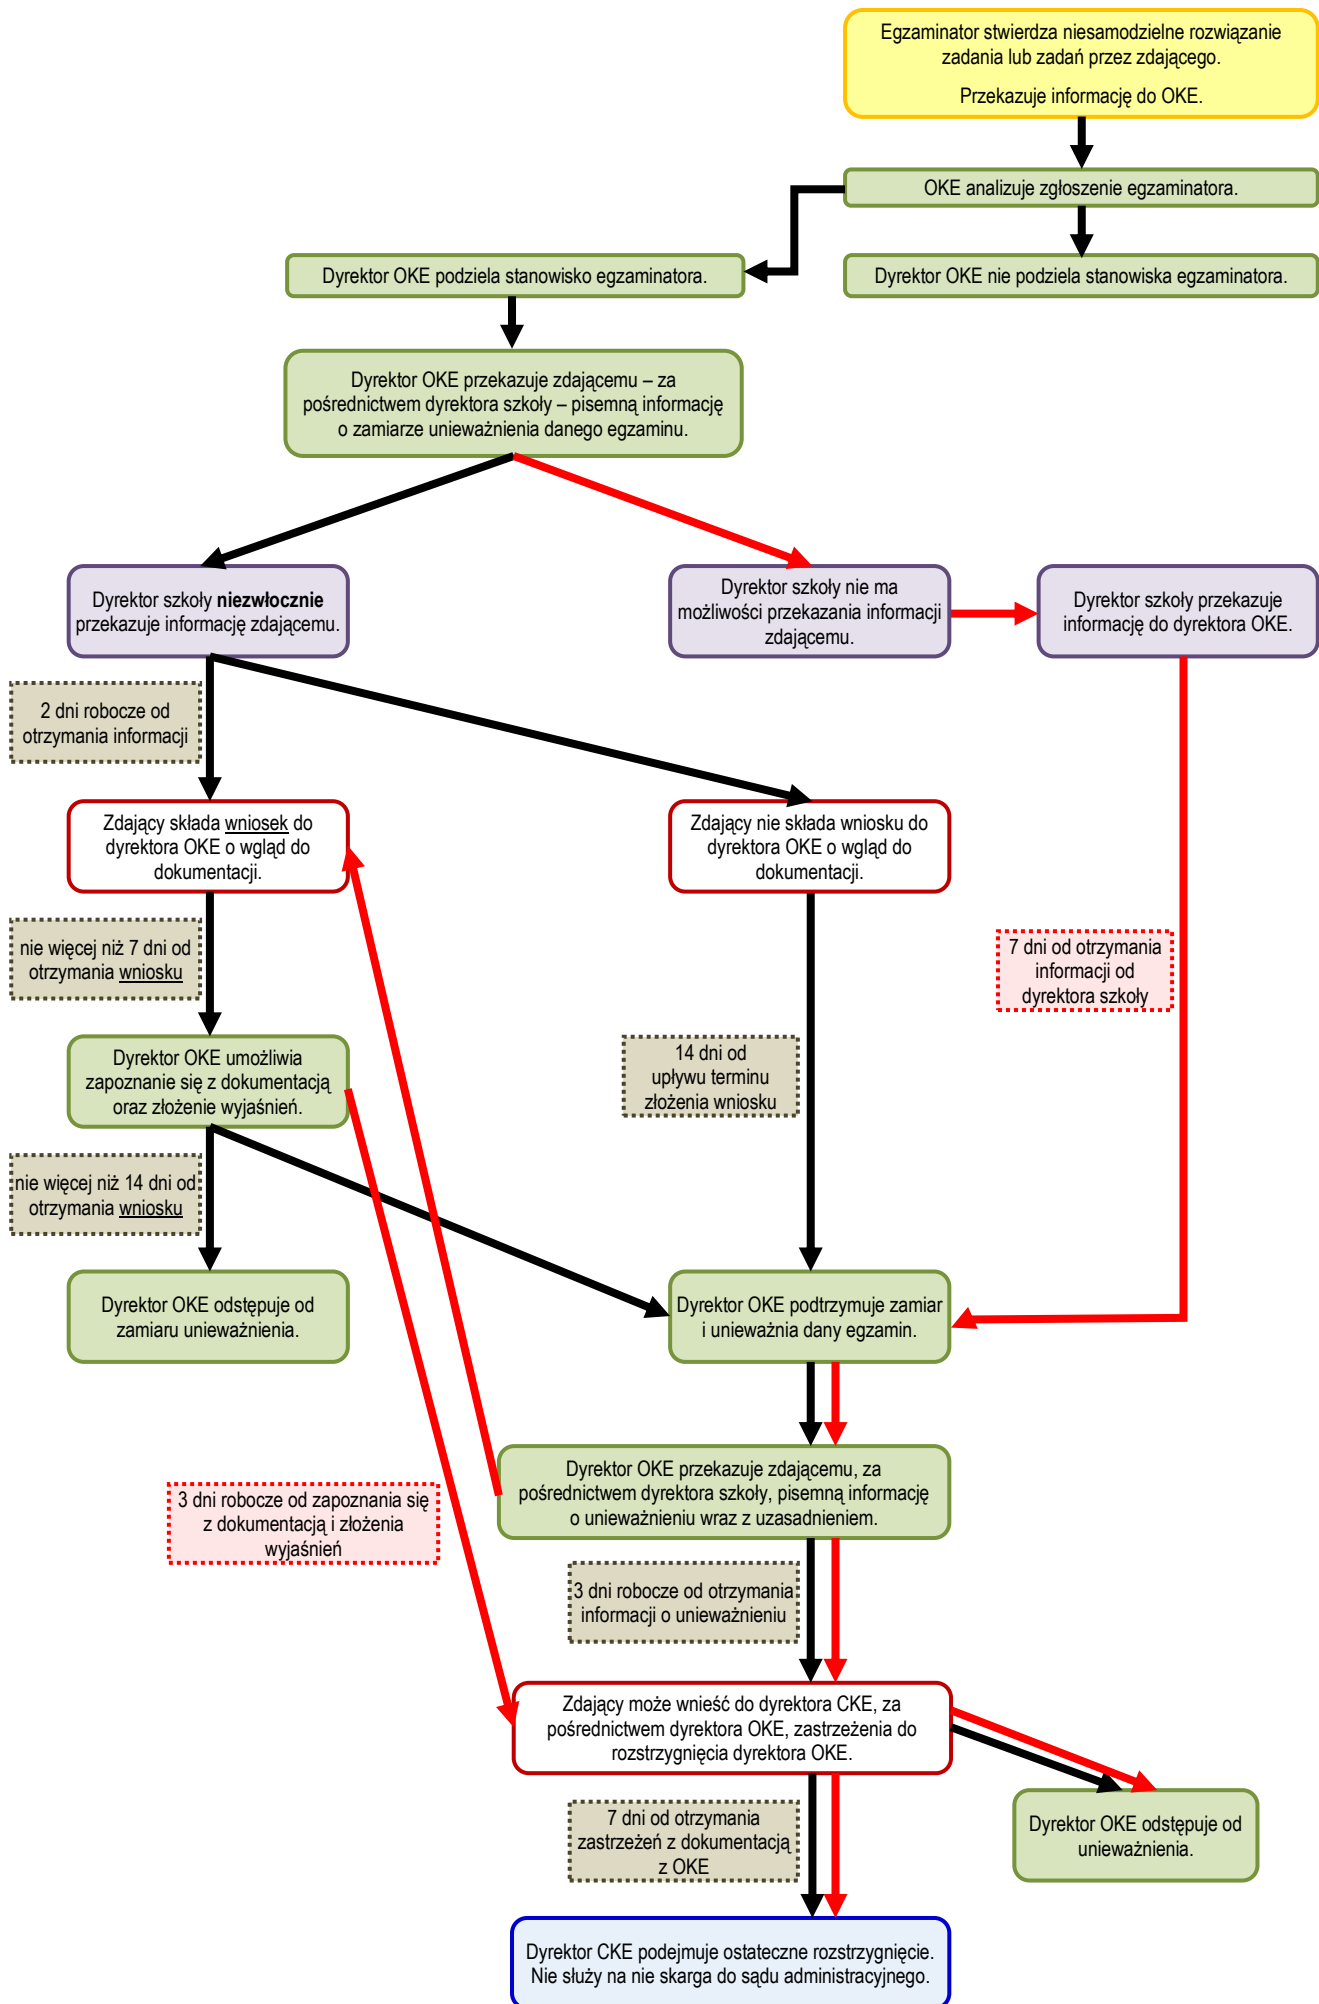 Egzaminator stwierdza niesamodzielne rozwiązanie
zadania lub zadań przez zdającego.
Przekazuje informację do OKE.
OKE analizuje zgłoszenie egzaminatora.
Dyrektor OKE podziela stanowisko egzaminatora.
Dyrektor OKE nie podziela stanowiska egzaminatora.
Dyrektor OKE przekazuje zdającemu – za
pośrednictwem dyrektora szkoły – pisemną informację
o zamiarze unieważnienia danego egzaminu.
Dyrektor szkoły niezwłocznie
przekazuje informację zdającemu.
Dyrektor szkoły nie ma
możliwości przekazania informacji
zdającemu.
Dyrektor szkoły przekazuje
informację do dyrektora OKE.
2 dni robocze od
otrzymania informacji
Zdający składa wniosek do
dyrektora OKE o wgląd do
dokumentacji.
Zdający nie składa wniosku do
dyrektora OKE o wgląd do
dokumentacji.
nie więcej niż 7 dni od
otrzymania wniosku
7 dni od otrzymania
informacji od
dyrektora szkoły
Dyrektor OKE umożliwia
zapoznanie się z dokumentacją
oraz złożenie wyjaśnień.
14 dni od
upływu terminu
złożenia wniosku
nie więcej niż 14 dni od
otrzymania wniosku
Dyrektor OKE odstępuje od
zamiaru unieważnienia.
Dyrektor OKE podtrzymuje zamiar
i unieważnia dany egzamin.
Dyrektor OKE przekazuje zdającemu, za
pośrednictwem dyrektora szkoły, pisemną informację
o unieważnieniu wraz z uzasadnieniem.
3 dni robocze od zapoznania się
z dokumentacją i złożenia
wyjaśnień
3 dni robocze od otrzymania
informacji o unieważnieniu
Zdający może wnieść do dyrektora CKE, za
pośrednictwem dyrektora OKE, zastrzeżenia do
rozstrzygnięcia dyrektora OKE.
7 dni od otrzymania
zastrzeżeń z dokumentacją
z OKE
Dyrektor OKE odstępuje od
unieważnienia.
Dyrektor CKE podejmuje ostateczne rozstrzygnięcie.
Nie służy na nie skarga do sądu administracyjnego.